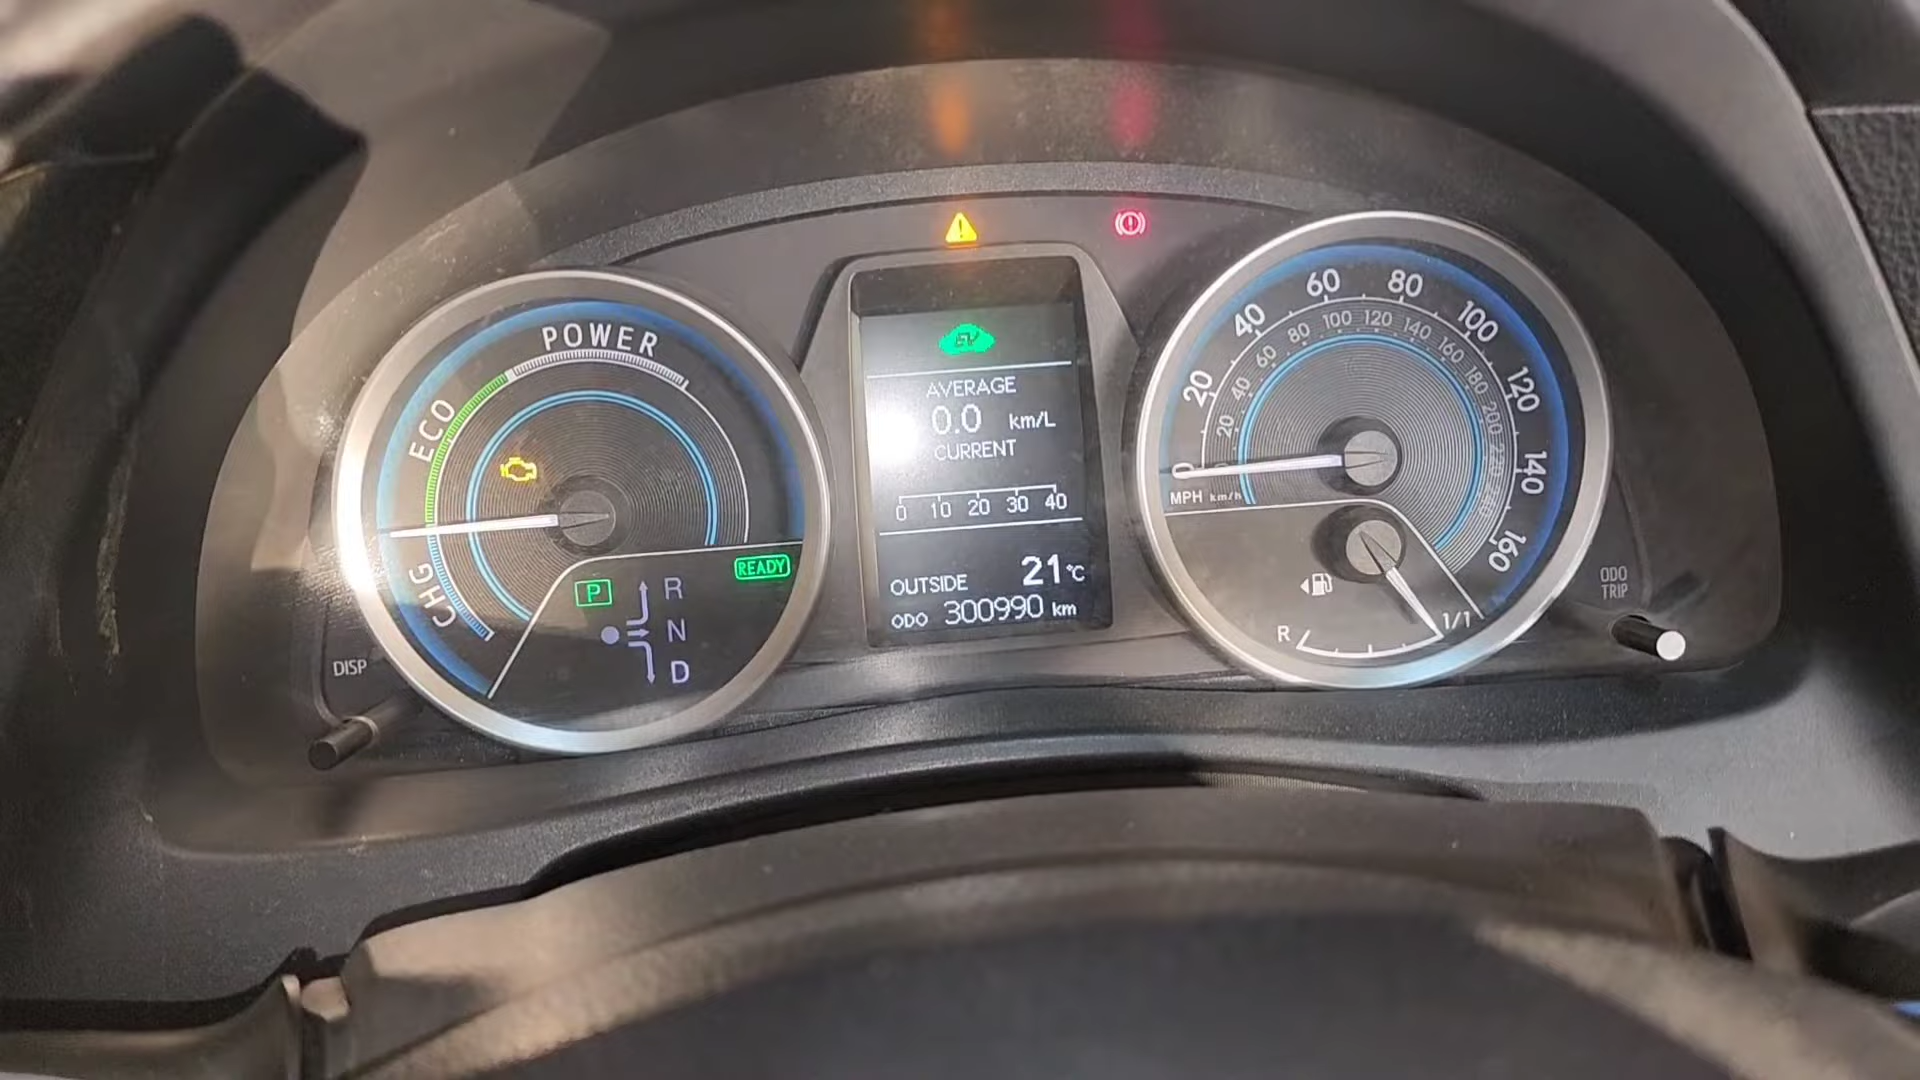 POWER
ECO
CHG
P
R
N
D
READY
DISP
EV
AVERAGE
0.0 km/L
CURRENT
0 10 20 30 40
OUTSIDE 21°C
ODO 300990 km
0 20 40 60 80 100 120 140 160
20 40 60 80 100 120 140 160 180 200 220
MPH km/h
R 1/1
ODO
TRIP